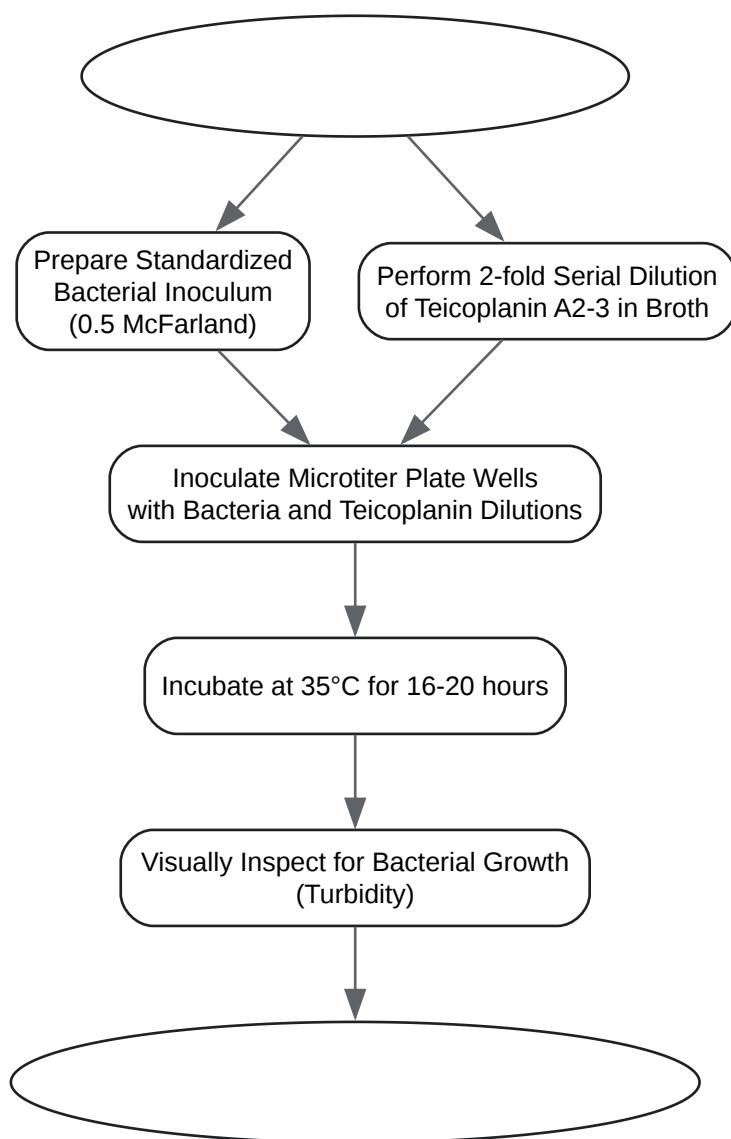 Prepare Standardized
Bacterial Inoculum
(0.5 McFarland)
Perform 2-fold Serial Dilution
of Teicoplanin A2-3 in Broth
Inoculate Microtiter Plate Wells
with Bacteria and Teicoplanin Dilutions
Incubate at 35°C for 16-20 hours
Visually Inspect for Bacterial Growth
(Turbidity)